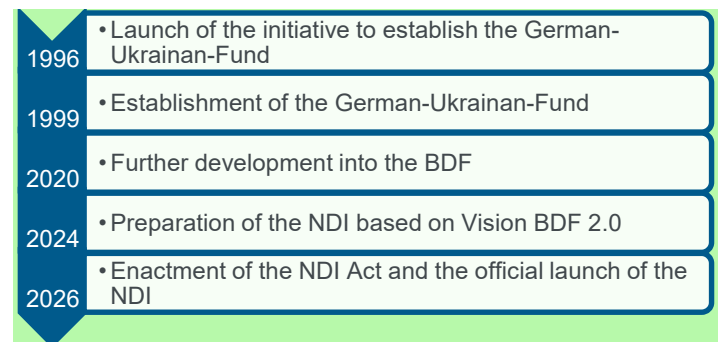 1996
• Launch of the initiative to establish the German-
Ukrainan-Fund
1999
• Establishment of the German-Ukrainan-Fund
2020
• Further development into the BDF
2024
• Preparation of the NDI based on Vision BDF 2.0
2026
• Enactment of the NDI Act and the official launch of the
NDI